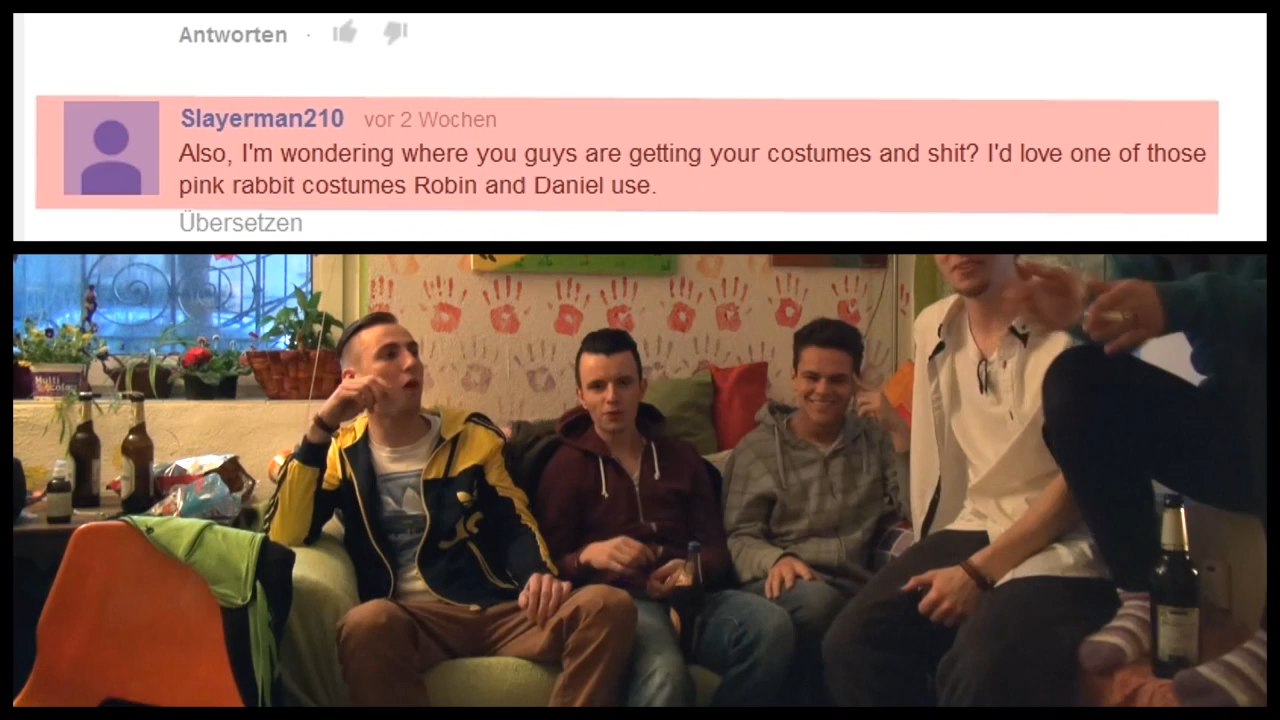 Antworten ·
Slayerman210 vor 2 Wochen
Also, I'm wondering where you guys are getting your costumes and shit? I'd love one of those
pink rabbit costumes Robin and Daniel use.
Übersetzen
Multi